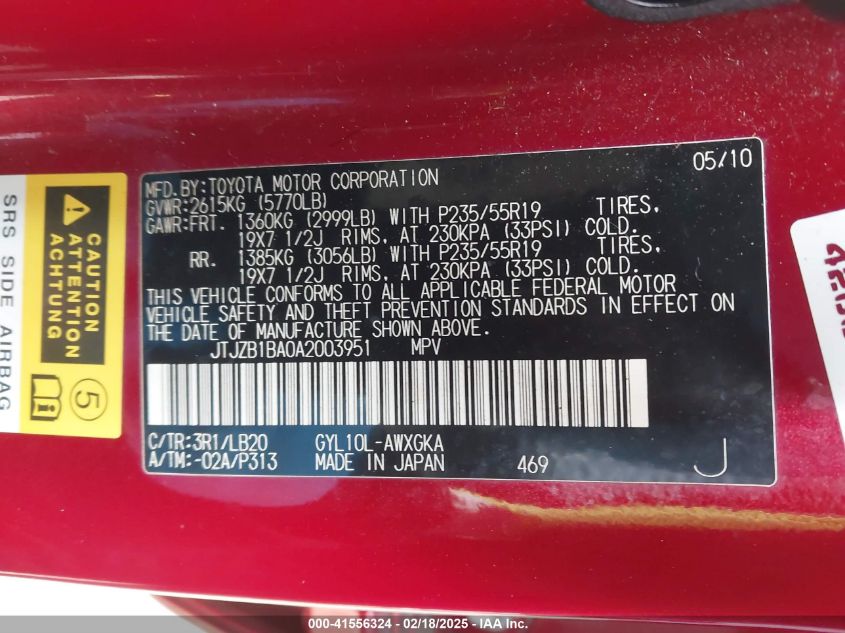 05/10
MFD.BY:TOYOTA MOTOR CORPORATION
GVWR:2615KG (5770LB)
GAWR:FRT. 1360KG (2999LB) WITH P235/55R19 TIRES,
19X7 1/2J RIMS, AT 230KPA (33PSI) COLD.
RR. 1385KG (3056LB) WITH P235/55R19 TIRES,
19X7 1/2J RIMS, AT 230KPA (33PSI) COLD.
THIS VEHICLE CONFORMS TO ALL APPLICABLE FEDERAL MOTOR
VEHICLE SAFETY AND THEFT PREVENTION STANDARDS IN EFFECT ON
THE DATE OF MANUFACTURE SHOWN ABOVE.
JTJZB1BA0A2003951 MPV
C/TR:3R1/LB20 GYL10L-AWXGKA
A/TM:-02A/P313 MADE IN JAPAN 469 J
SRS SIDE AIRBAG
CAUTION
ATTENTION
ACHTUNG
5
000-41556324 - 02/18/2025 - IAA Inc.